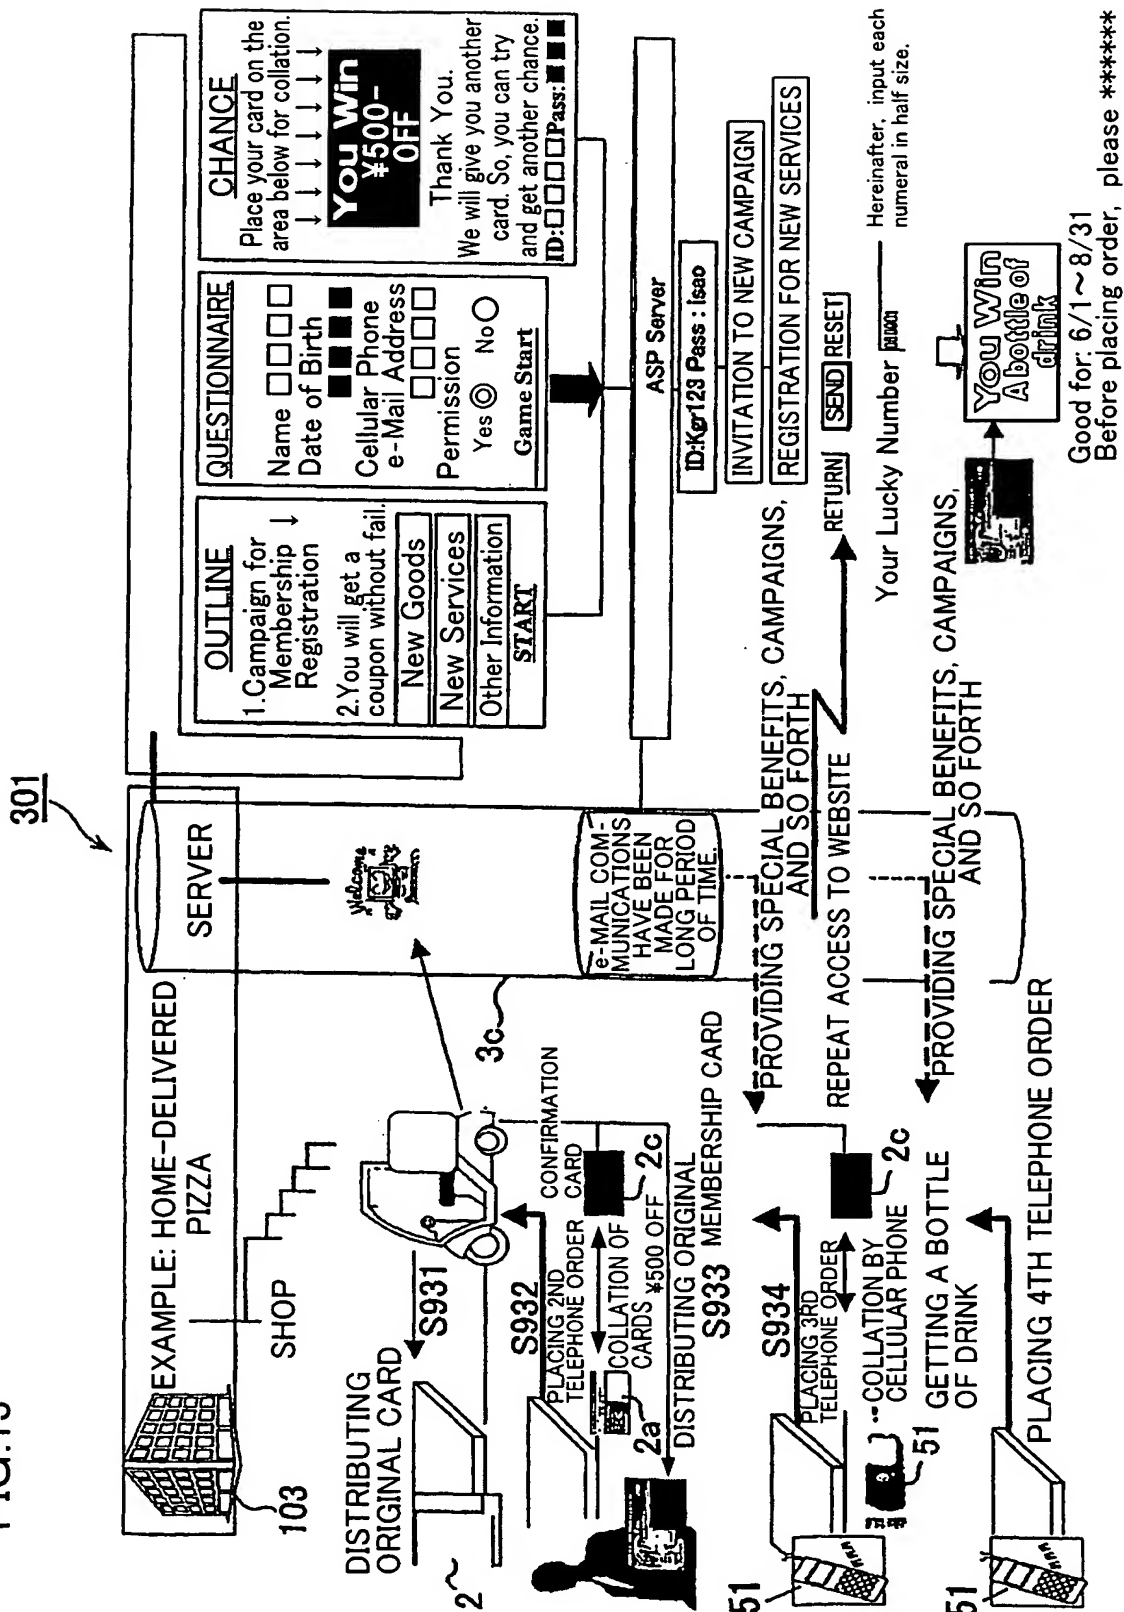 301
EXAMPLE: HOME-DELIVERED
PIZZA
SERVER
103
SHOP
Welcome
OUTLINE
1.Campaign for
Membership ↓
Registration
2.You will get a
coupon without fail.
New Goods
New Services
Other Information
START
QUESTIONNAIRE
Name □□□□
Date of Birth
■■■■
Cellular Phone
e-Mail Address
□□□□
Permission
Yes◎ No○
Game Start
CHANCE
Place your card on the
area below for collation.
↓ ↓ ↓ ↓ ↓ ↓ ↓
You Win
¥500-
OFF
Thank You.
We will give you another
card. So, you can try
and get another chance.
ID:□□□□Pass:■■■
ASP Server
ID:Kgr123 Pass : isao
INVITATION TO NEW CAMPAIGN
REGISTRATION FOR NEW SERVICES
DISTRIBUTING
ORIGINAL CARD
S931
2
3c
e-MAIL COM-
MUNICATIONS
HAVE BEEN
MADE FOR
LONG PERIOD
OF TIME.
S932
PLACING 2ND
TELEPHONE ORDER
CONFIRMATION
CARD
COLLATION OF
CARDS ¥500 OFF
2a
2c
DISTRIBUTING ORIGINAL
S933 MEMBERSHIP CARD
PROVIDING SPECIAL BENEFITS, CAMPAIGNS,
AND SO FORTH
S934
PLACING 3RD
TELEPHONE ORDER
REPEAT ACCESS TO WEBSITE
RETURN SEND RESET
51
COLLATION BY
CELLULAR PHONE
2c
51
GETTING A BOTTLE
OF DRINK
Your Lucky Number
Hereinafter, input each
numeral in half size.
PROVIDING SPECIAL BENEFITS, CAMPAIGNS,
AND SO FORTH
You Win
A bottle of
drink
51
PLACING 4TH TELEPHONE ORDER
Good for: 6/1~8/31
Before placing order, please ******